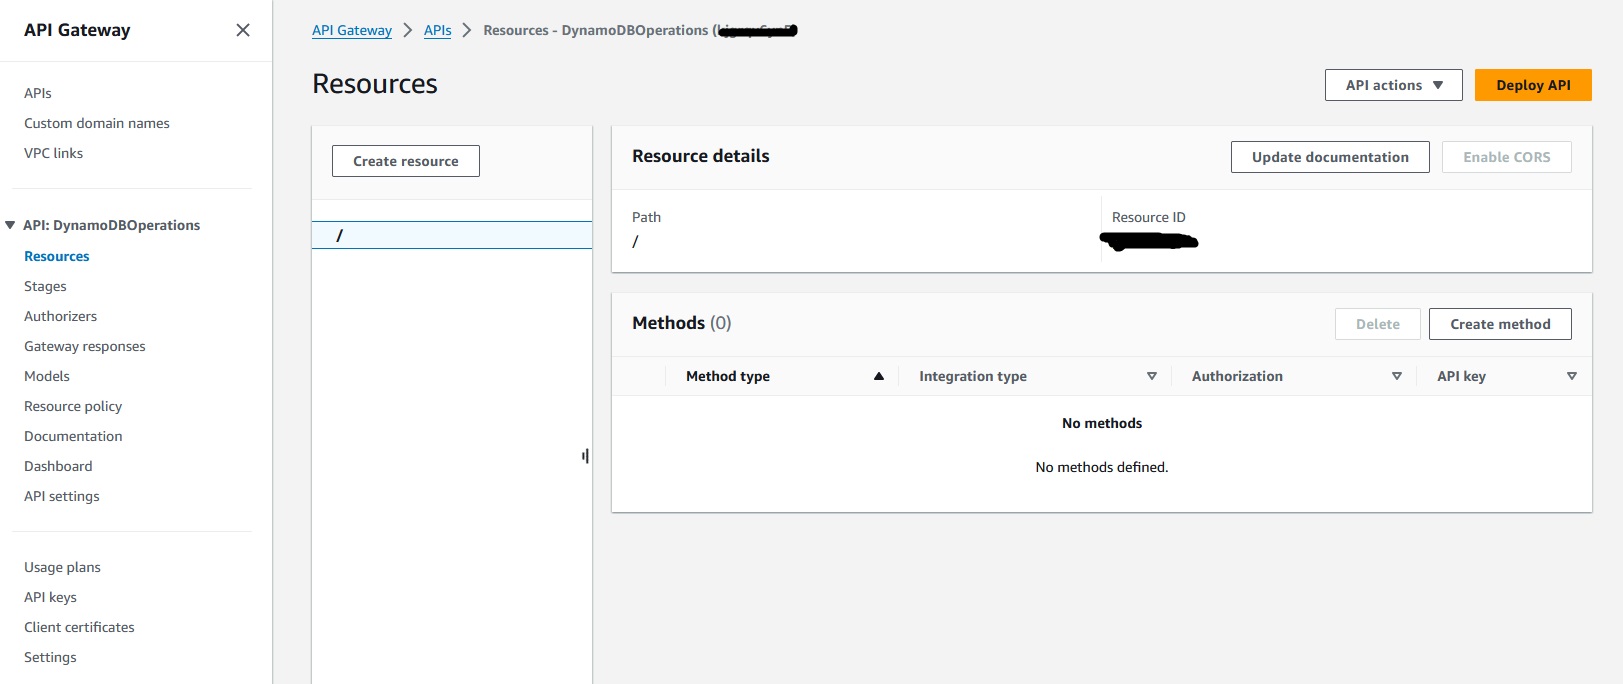 API Gateway
APIs
Custom domain names
VPC links
API: DynamoDBOperations
Resources
Stages
Authorizers
Gateway responses
Models
Resource policy
Documentation
Dashboard
API settings
Usage plans
API keys
Client certificates
Settings
API Gateway > APIs > Resources - DynamoDBOperations (
Resources
API actions
Deploy API
Create resource
/
Resource details
Update documentation
Enable CORS
Path
/
Resource ID
Methods (0)
Delete
Create method
Method type Integration type Authorization API key
No methods
No methods defined.